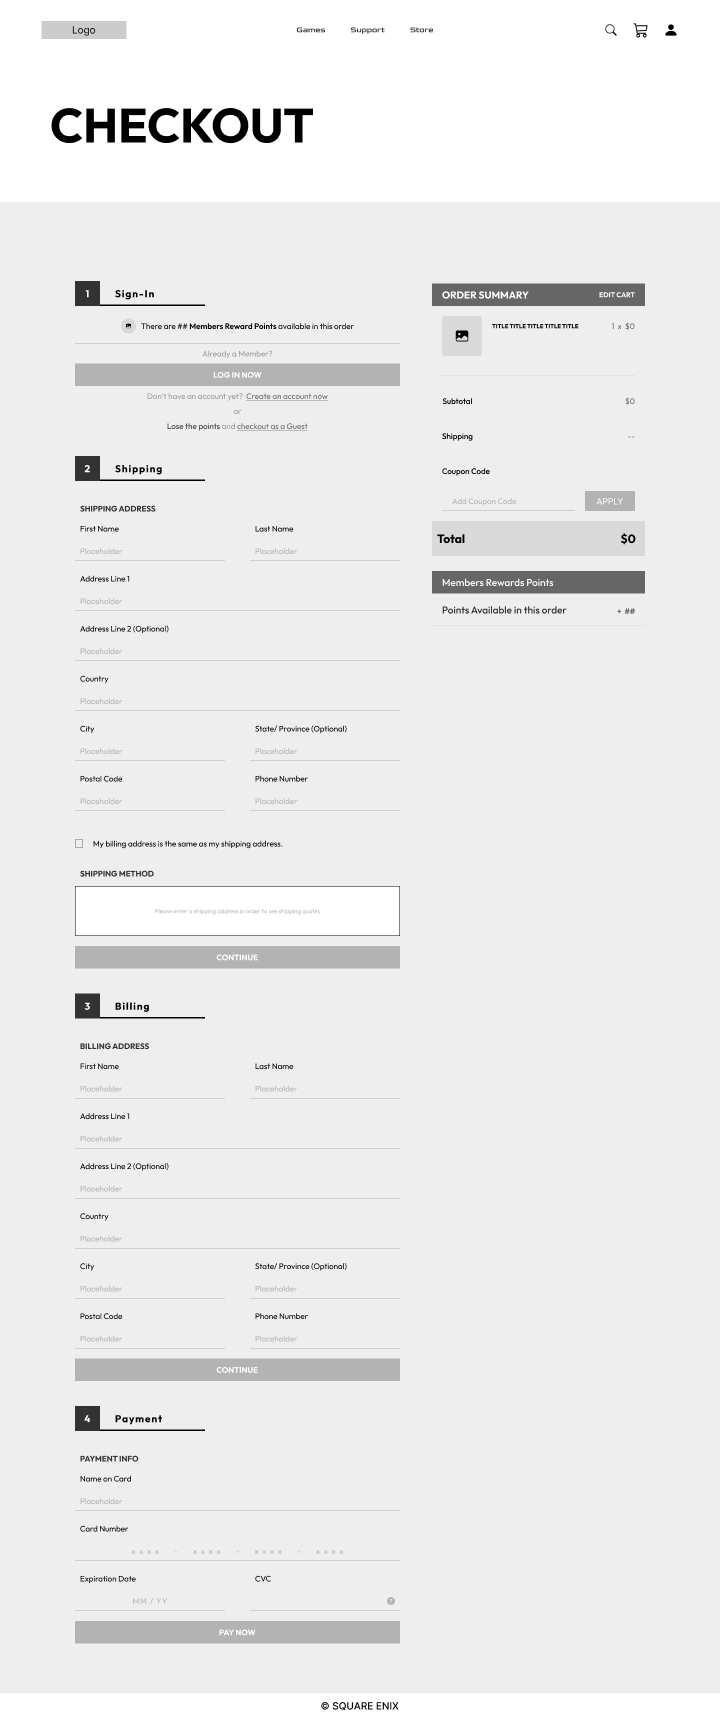 Logo
Games Support Store
CHECKOUT
1 Sign-In
There are ## Members Reward Points available in this order
Already a Member?
LOG IN NOW
Don't have an account yet? Create an account now
or
Lose the points and checkout as a Guest
ORDER SUMMARY EDIT CART
TITLE TITLE TITLE TITLE TITLE 1 x $0
Subtotal $0
Shipping --
Coupon Code
Add Coupon Code APPLY
Total $0
Members Rewards Points
Points Available in this order + ##
2 Shipping
SHIPPING ADDRESS
First Name Last Name
Placeholder Placeholder
Address Line 1
Placeholder
Address Line 2 (Optional)
Placeholder
Country
Placeholder
City State/ Province (Optional)
Placeholder Placeholder
Postal Code Phone Number
Placeholder Placeholder
My billing address is the same as my shipping address.
SHIPPING METHOD
Please enter a shipping address in order to see shipping quotes
CONTINUE
3 Billing
BILLING ADDRESS
First Name Last Name
Placeholder Placeholder
Address Line 1
Placeholder
Address Line 2 (Optional)
Placeholder
Country
Placeholder
City State/ Province (Optional)
Placeholder Placeholder
Postal Code Phone Number
Placeholder Placeholder
CONTINUE
4 Payment
PAYMENT INFO
Name on Card
Placeholder
Card Number
xxxx - xxxx - xxxx - xxxx
Expiration Date CVC
MM / YY ?
PAY NOW
© SQUARE ENIX